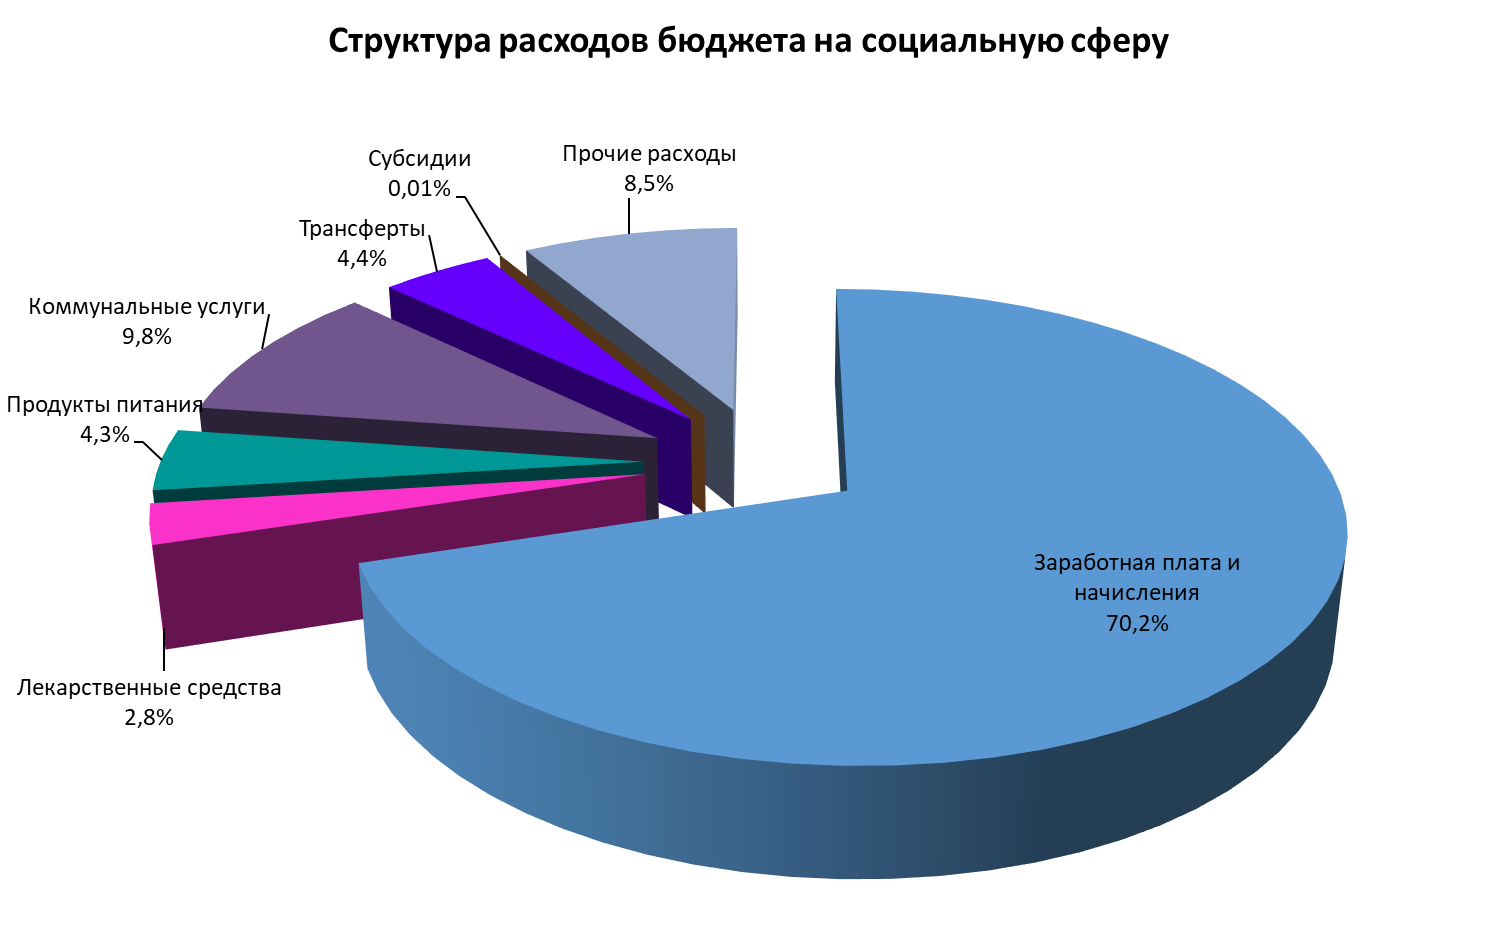 Структура расходов бюджета на социальную сферу
Прочие расходы
8,5%
Субсидии
0,01%
Трансферты
4,4%
Коммунальные услуги
9,8%
Продукты питания
4,3%
Лекарственные средства
2,8%
Заработная плата и
начисления
70,2%